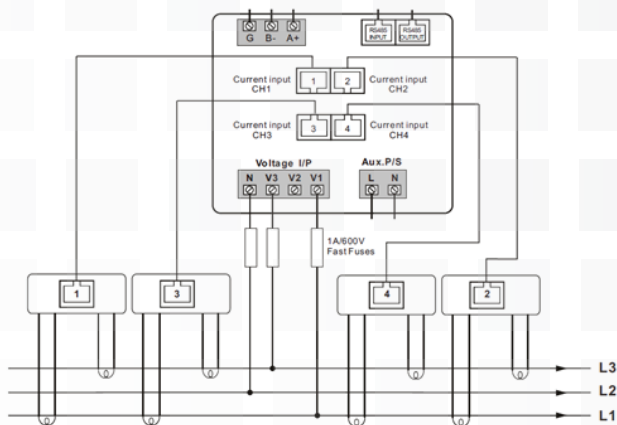 G B- A+
RS485 INPUT
RS485 OUTPUT
Current input CH1
1
2
Current input CH2
Current input CH3
3
4
Current input CH4
Voltage I/P
Aux.P/S
N V3 V2 V1
L N
1A/600V
Fast Fuses
1
3
4
2
L3
L2
L1